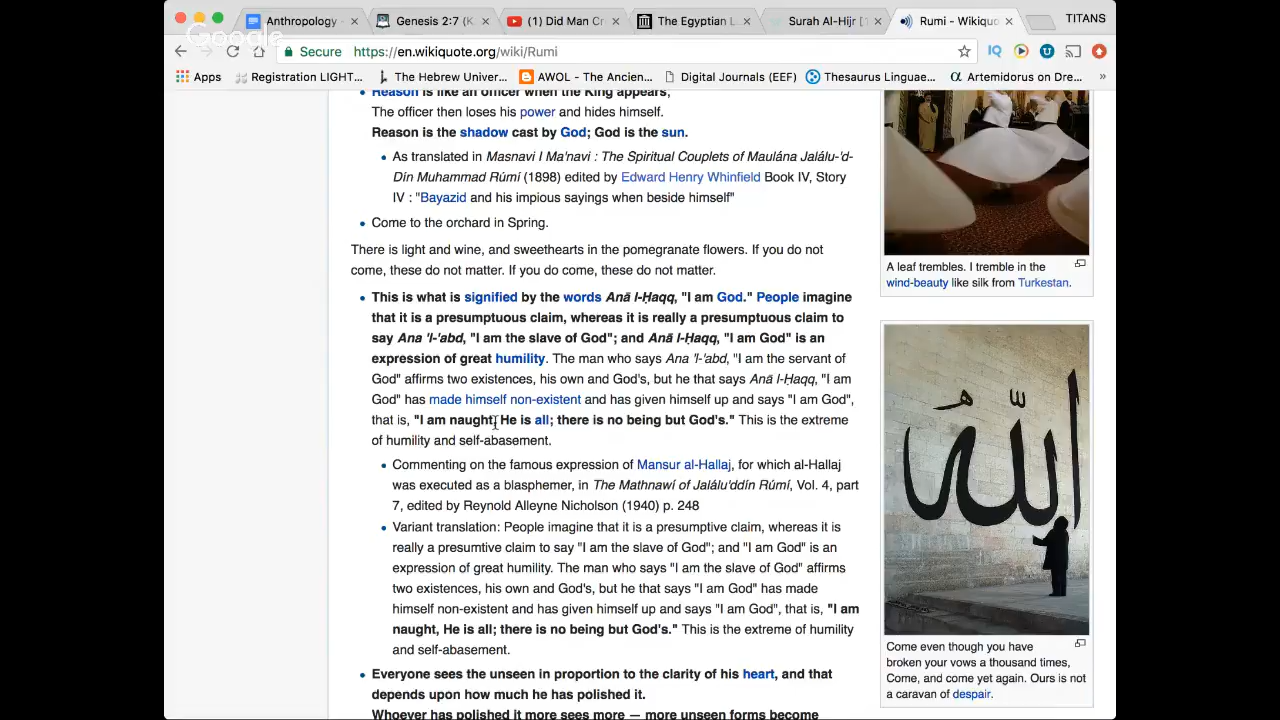 Anthropology -
Genesis 2:7 (K
(1) Did Man Cr
The Egyptian L
Surah Al-Hijr [1
Rumi - Wikiquo
TITANS
Google
Secure
https://en.wikiquote.org/wiki/Rumi
Apps
Registration LIGHT...
The Hebrew Univer...
AWOL - The Ancien...
Digital Journals (EEF)
Thesaurus Linguae...
Artemidorus on Dre...
Reason is like an officer when the King appears;
The officer then loses his power and hides himself.
Reason is the shadow cast by God; God is the sun.
As translated in Masnavi I Ma'navi : The Spiritual Couplets of Maulána Jalálu-'d-
Dín Muhammad Rúmí (1898) edited by Edward Henry Whinfield Book IV, Story
IV : "Bayazid and his impious sayings when beside himself"
Come to the orchard in Spring.
There is light and wine, and sweethearts in the pomegranate flowers. If you do not
come, these do not matter. If you do come, these do not matter.
This is what is signified by the words Anā l-Ḥaqq, "I am God." People imagine
that it is a presumptuous claim, whereas it is really a presumptuous claim to
say Ana 'l-'abd, "I am the slave of God"; and Anā l-Ḥaqq, "I am God" is an
expression of great humility. The man who says Ana 'l-'abd, "I am the servant of
God" affirms two existences, his own and God's, but he that says Anā l-Ḥaqq, "I am
God" has made himself non-existent and has given himself up and says "I am God",
that is, "I am naught, He is all; there is no being but God's." This is the extreme
of humility and self-abasement.
Commenting on the famous expression of Mansur al-Hallaj, for which al-Hallaj
was executed as a blasphemer, in The Mathnawí of Jalálu'ddín Rúmí, Vol. 4, part
7, edited by Reynold Alleyne Nicholson (1940) p. 248
Variant translation: People imagine that it is a presumptive claim, whereas it is
really a presumtive claim to say "I am the slave of God"; and "I am God" is an
expression of great humility. The man who says "I am the slave of God" affirms
two existences, his own and God's, but he that says "I am God" has made
himself non-existent and has given himself up and says "I am God", that is, "I am
naught, He is all; there is no being but God's." This is the extreme of humility
and self-abasement.
Everyone sees the unseen in proportion to the clarity of his heart, and that
depends upon how much he has polished it.
Whoever has polished it more sees more — more unseen forms become
A leaf trembles. I tremble in the
wind-beauty like silk from Turkestan.
الله
Come even though you have
broken your vows a thousand times,
Come, and come yet again. Ours is not
a caravan of despair.